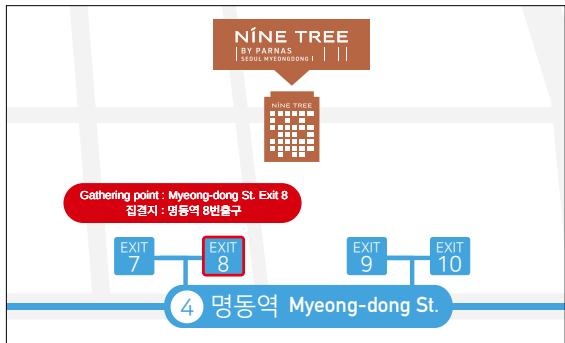 NÍNE TREE
BY PARNAS
SEOUL MYEONGDONG
NÍNE TREE
Gathering point : Myeong-dong St. Exit 8
집결지 : 명동역 8번출구
EXIT
7
EXIT
8
EXIT
9
EXIT
10
4 명동역 Myeong-dong St.